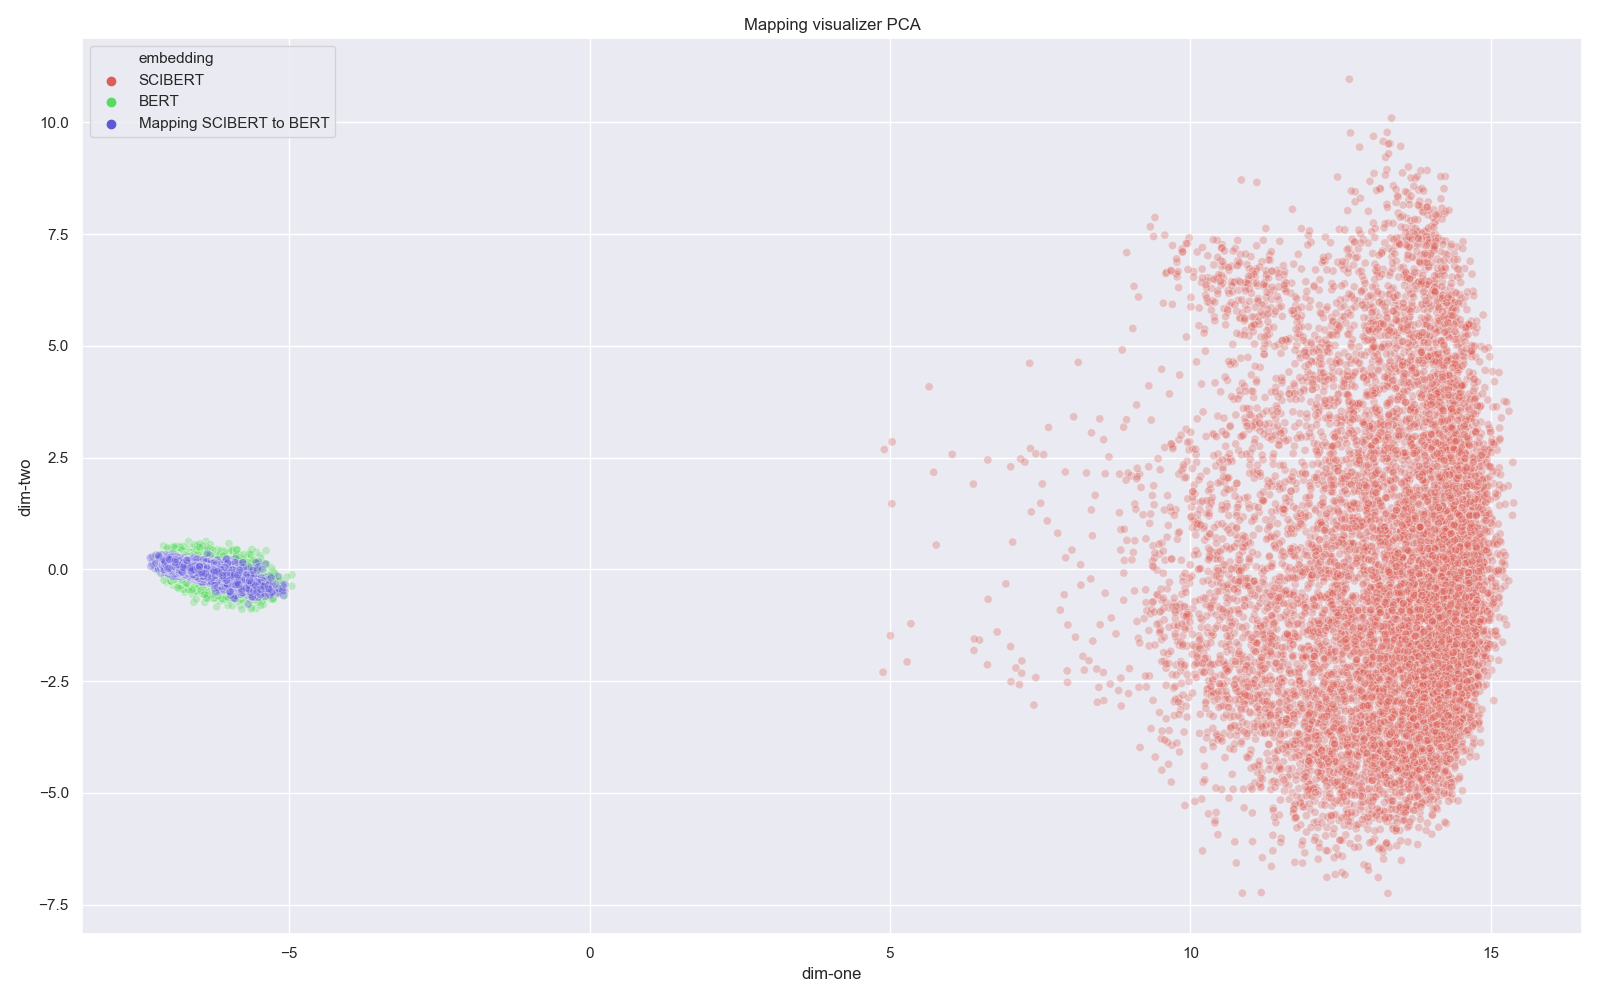 Mapping visualizer PCA
embedding
SCIBERT
BERT
Mapping SCIBERT to BERT
10.0
7.5
5.0
2.5
0.0
−2.5
−5.0
−7.5
dim-two
−5 0 5 10 15
dim-one